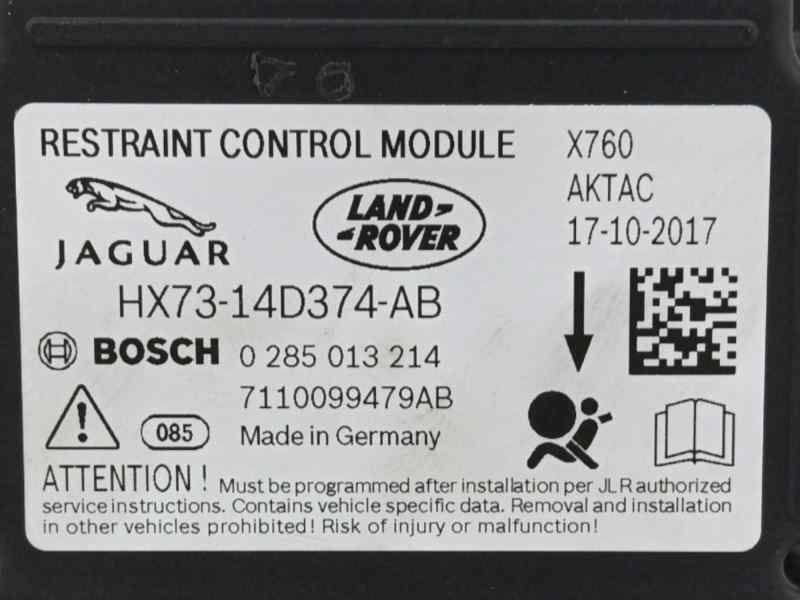 RESTRAINT CONTROL MODULE
X760
AKTAC
17-10-2017
JAGUAR
LAND
ROVER
HX73-14D374-AB
H BOSCH 0 285 013 214
7110099479AB
085
Made in Germany
ATTENTION! Must be programmed after installation per JLR authorized
service instructions. Contains vehicle specific data. Removal and installation
in other vehicles prohibited! Risk of injury or malfunction!